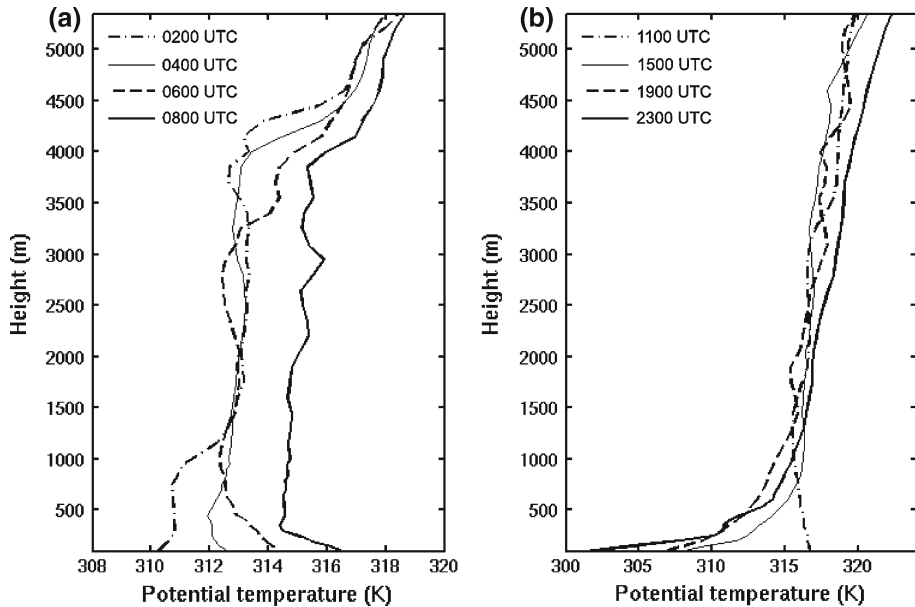 (a)
0200 UTC
0400 UTC
0600 UTC
0800 UTC
5000
4500
4000
3500
3000
2500
2000
1500
1000
500
Height (m)
308
310
312
314
316
318
320
Potential temperature (K)
(b)
1100 UTC
1500 UTC
1900 UTC
2300 UTC
5000
4500
4000
3500
3000
2500
2000
1500
1000
500
Height (m)
300
305
310
315
320
Potential temperature (K)